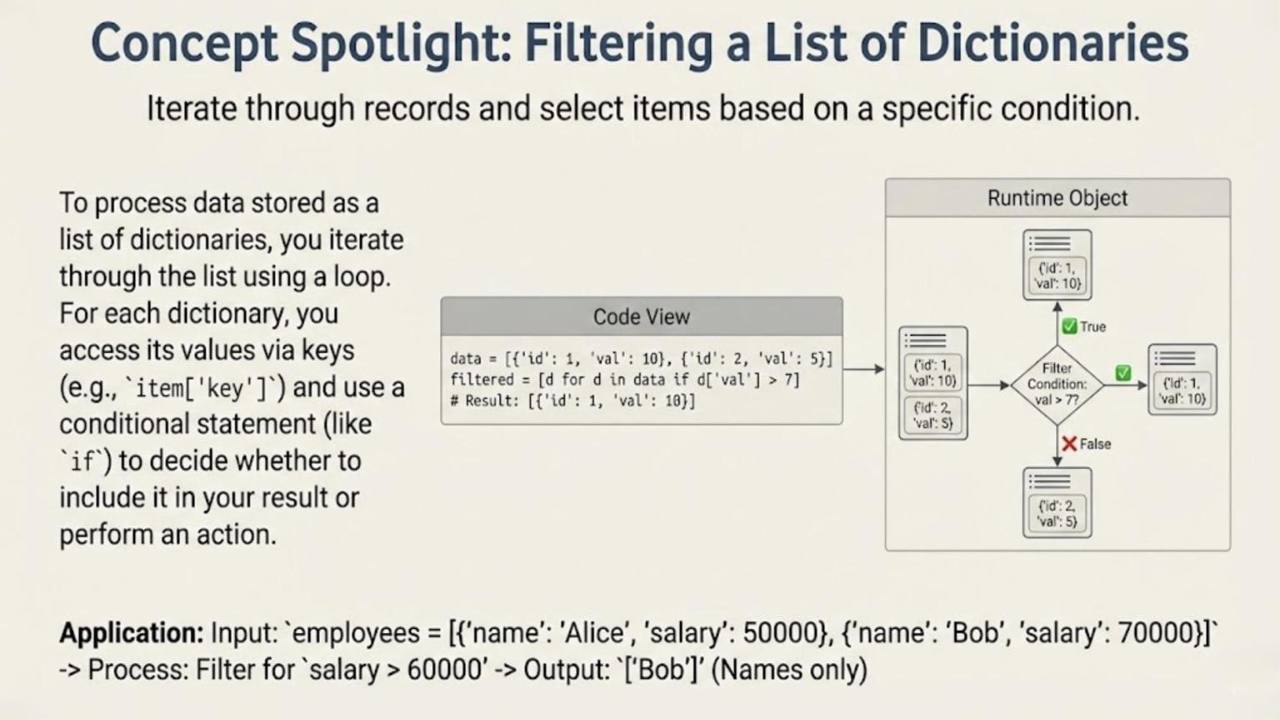 Concept Spotlight: Filtering a List of Dictionaries
Iterate through records and select items based on a specific condition.
To process data stored as a
list of dictionaries, you iterate
through the list using a loop.
For each dictionary, you
access its values via keys
(e.g., `item['key']`) and use a
conditional statement (like
`if`) to decide whether to
include it in your result or
perform an action.
Code View
data = [{'id': 1, 'val': 10}, {'id': 2, 'val': 5}]
filtered = [d for d in data if d['val'] > 7]
# Result: [{'id': 1, 'val': 10}]
Runtime Object
{'id': 1,
'val': 10}
{'id': 2,
'val': 5}
Filter
Condition:
val > 7?
True
{'id': 1,
'val': 10}
{'id': 1,
'val': 10}
False
{'id': 2,
'val': 5}
Application: Input: `employees = [{'name': 'Alice', 'salary': 50000}, {'name': 'Bob', 'salary': 70000}]`
-> Process: Filter for `salary > 60000' -> Output: `['Bob']' (Names only)